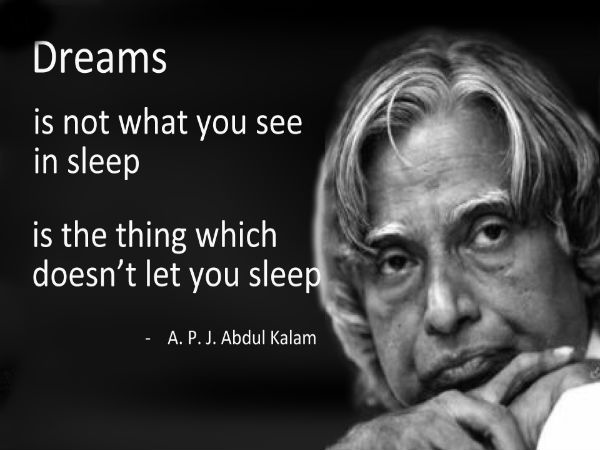 Dreams
is not what you see
in sleep
is the thing which
doesn't let you sleep
- A. P. J. Abdul Kalam